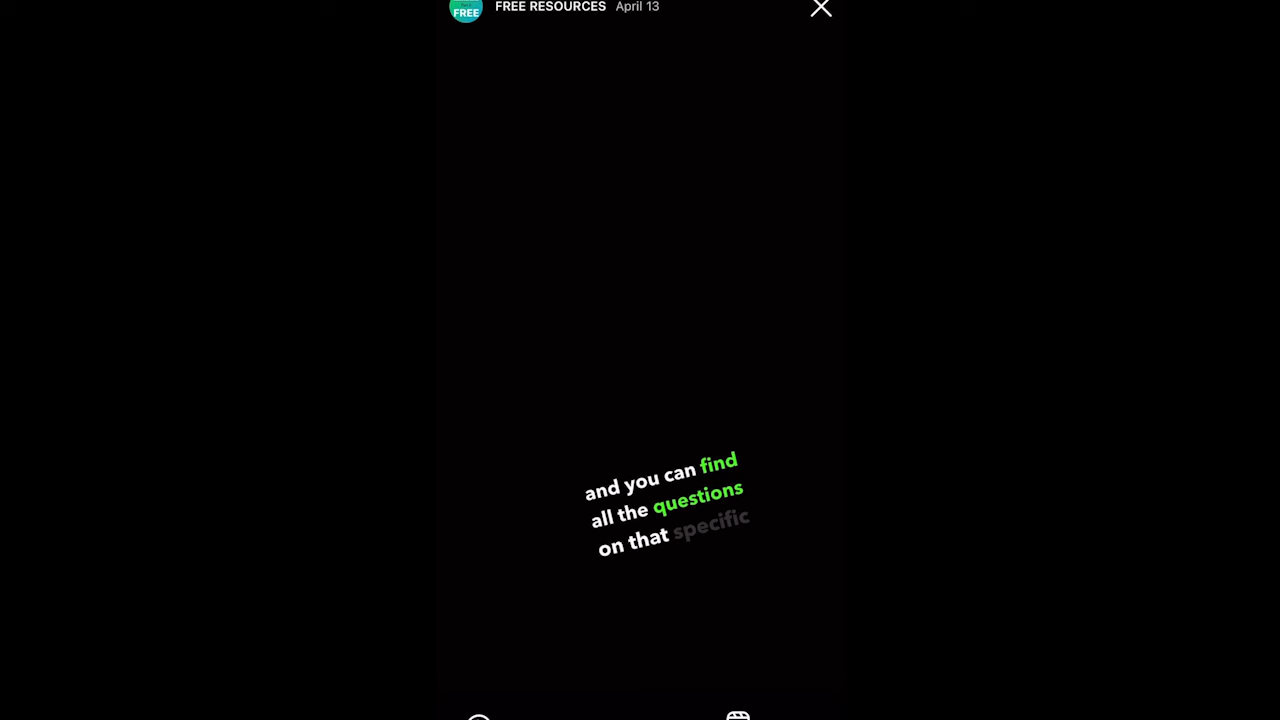 FREE RESOURCES April 13
FREE
and you can find
all the questions
on that specific